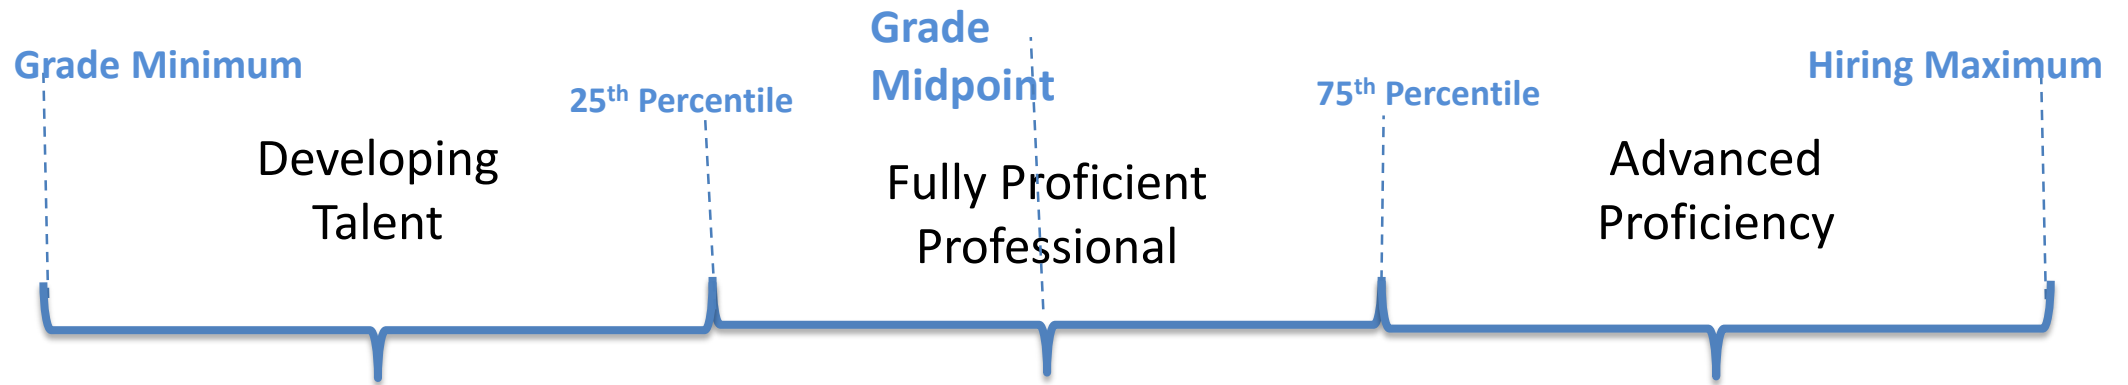 Grade Minimum
25th Percentile
Grade
Midpoint
75th Percentile
Hiring Maximum
Developing
Talent
Fully Proficient
Professional
Advanced
Proficiency